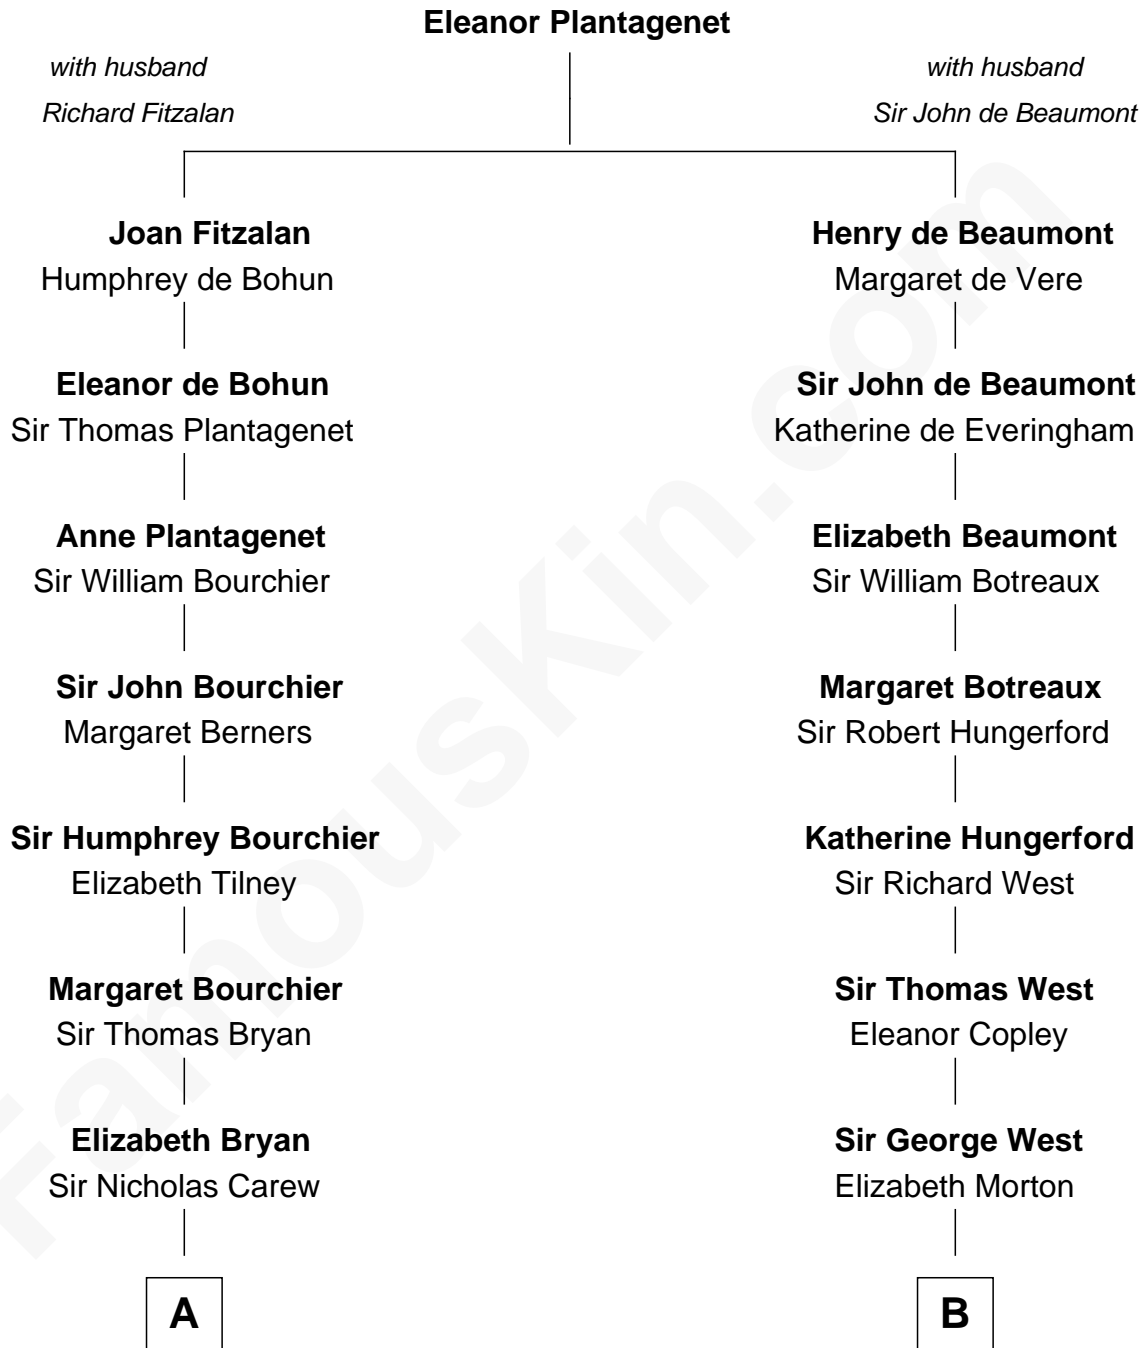 Eleanor Plantagenet
with husband
Richard Fitzalan
with husband
Sir John de Beaumont
Joan Fitzalan
Humphrey de Bohun
Henry de Beaumont
Margaret de Vere
Eleanor de Bohun
Sir Thomas Plantagenet
Sir John de Beaumont
Katherine de Everingham
Anne Plantagenet
Sir William Bourchier
Elizabeth Beaumont
Sir William Botreaux
Sir John Bourchier
Margaret Berners
Margaret Botreaux
Sir Robert Hungerford
Sir Humphrey Bourchier
Elizabeth Tilney
Katherine Hungerford
Sir Richard West
Margaret Bourchier
Sir Thomas Bryan
Sir Thomas West
Eleanor Copley
Elizabeth Bryan
Sir Nicholas Carew
Sir George West
Elizabeth Morton
A
B
FamousKin.com